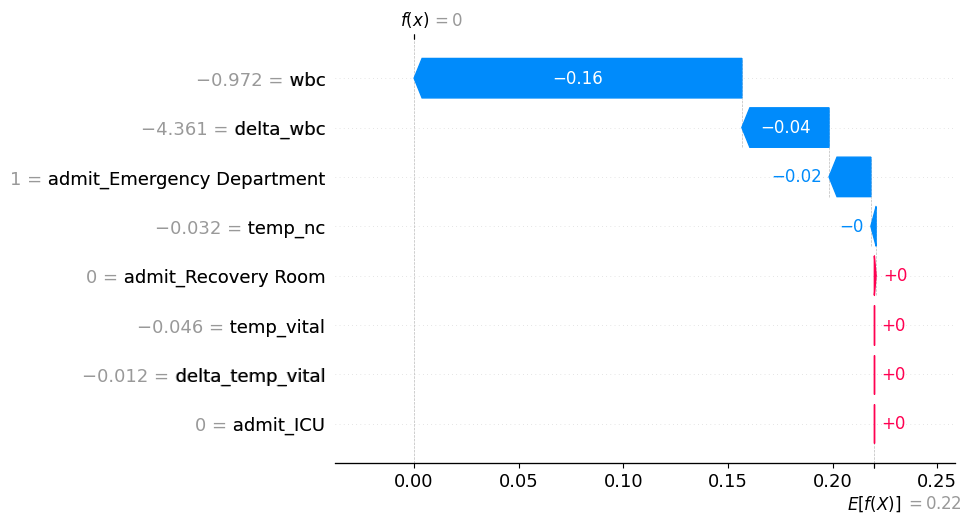 f(x) = 0
−0.972 = wbc
−0.16
−4.361 = delta_wbc
−0.04
1 = admit_Emergency Department
−0.02
−0.032 = temp_nc
−0
0 = admit_Recovery Room
+0
−0.046 = temp_vital
+0
−0.012 = delta_temp_vital
+0
0 = admit_ICU
+0
0.00 0.05 0.10 0.15 0.20 0.25
E[f(X)] = 0.22